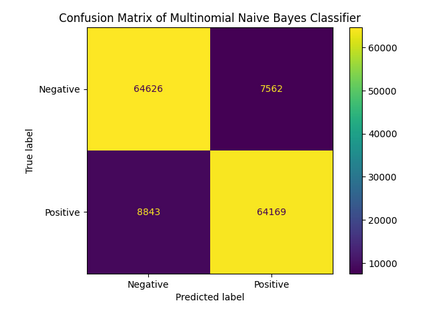 Confusion Matrix of Multinomial Naive Bayes Classifier
True label
Negative
64626
7562
Positive
8843
64169
Negative
Positive
Predicted label
60000
50000
40000
30000
20000
10000